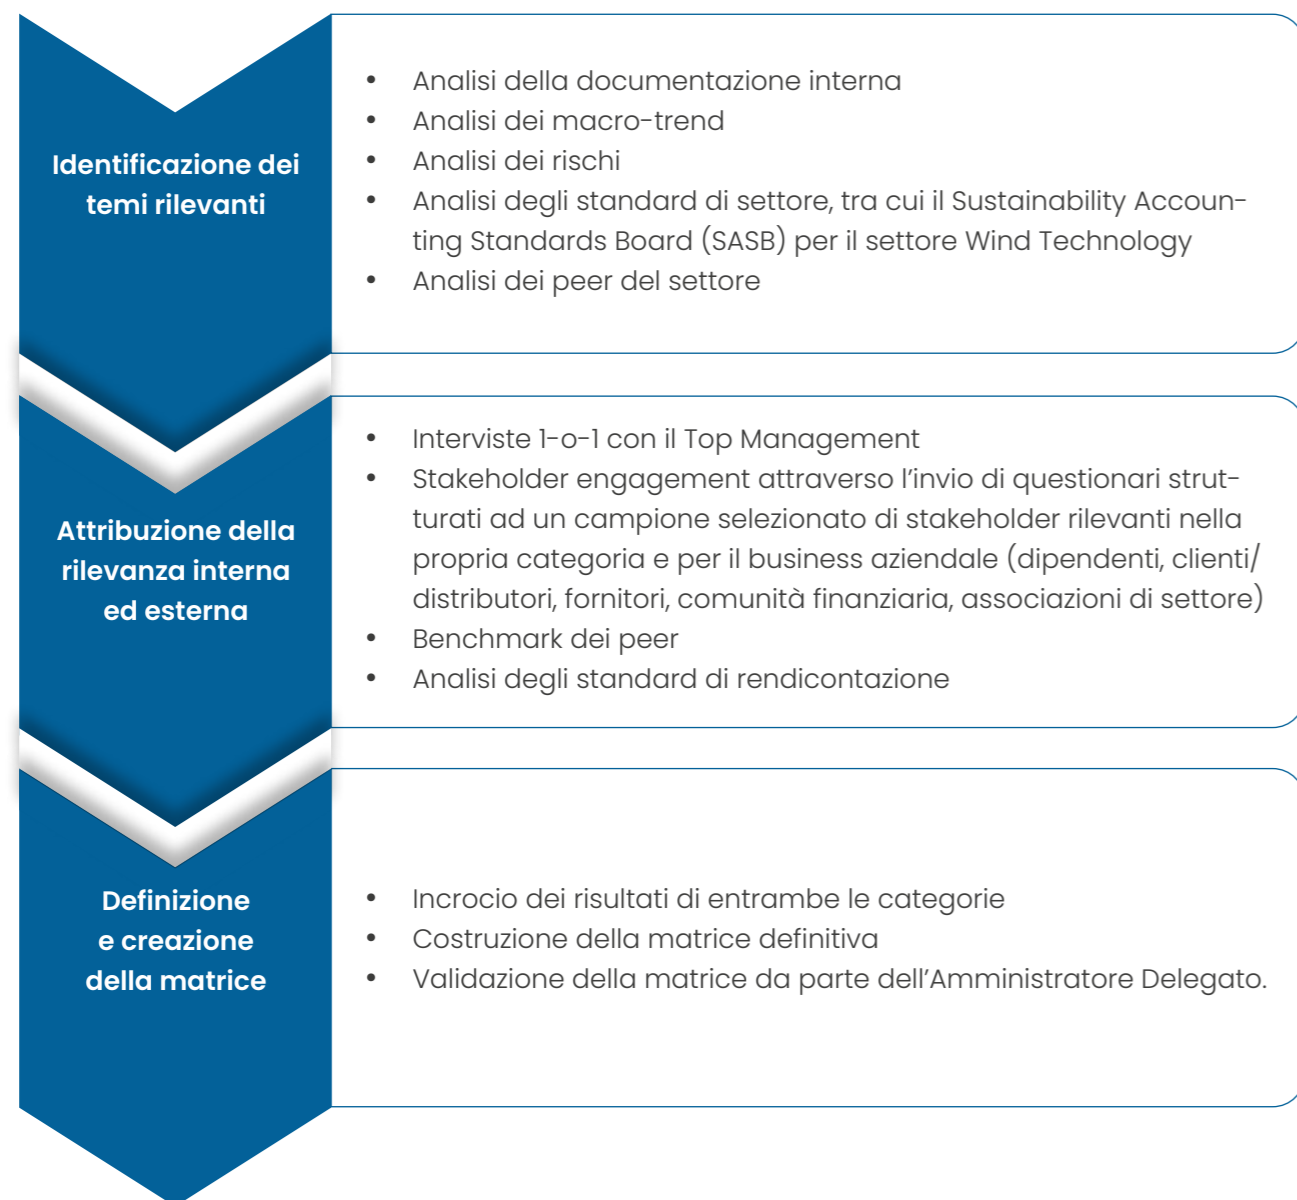 Identificazione dei
temi rilevanti
• Analisi della documentazione interna
• Analisi dei macro-trend
• Analisi dei rischi
• Analisi degli standard di settore, tra cui il Sustainability Accoun-
ting Standards Board (SASB) per il settore Wind Technology
• Analisi dei peer del settore
Attribuzione della
rilevanza interna
ed esterna
• Interviste 1-o-1 con il Top Management
• Stakeholder engagement attraverso l’invio di questionari strut-
turati ad un campione selezionato di stakeholder rilevanti nella
propria categoria e per il business aziendale (dipendenti, clienti/
distributori, fornitori, comunità finanziaria, associazioni di settore)
• Benchmark dei peer
• Analisi degli standard di rendicontazione
Definizione
e creazione
della matrice
• Incrocio dei risultati di entrambe le categorie
• Costruzione della matrice definitiva
• Validazione della matrice da parte dell’Amministratore Delegato.